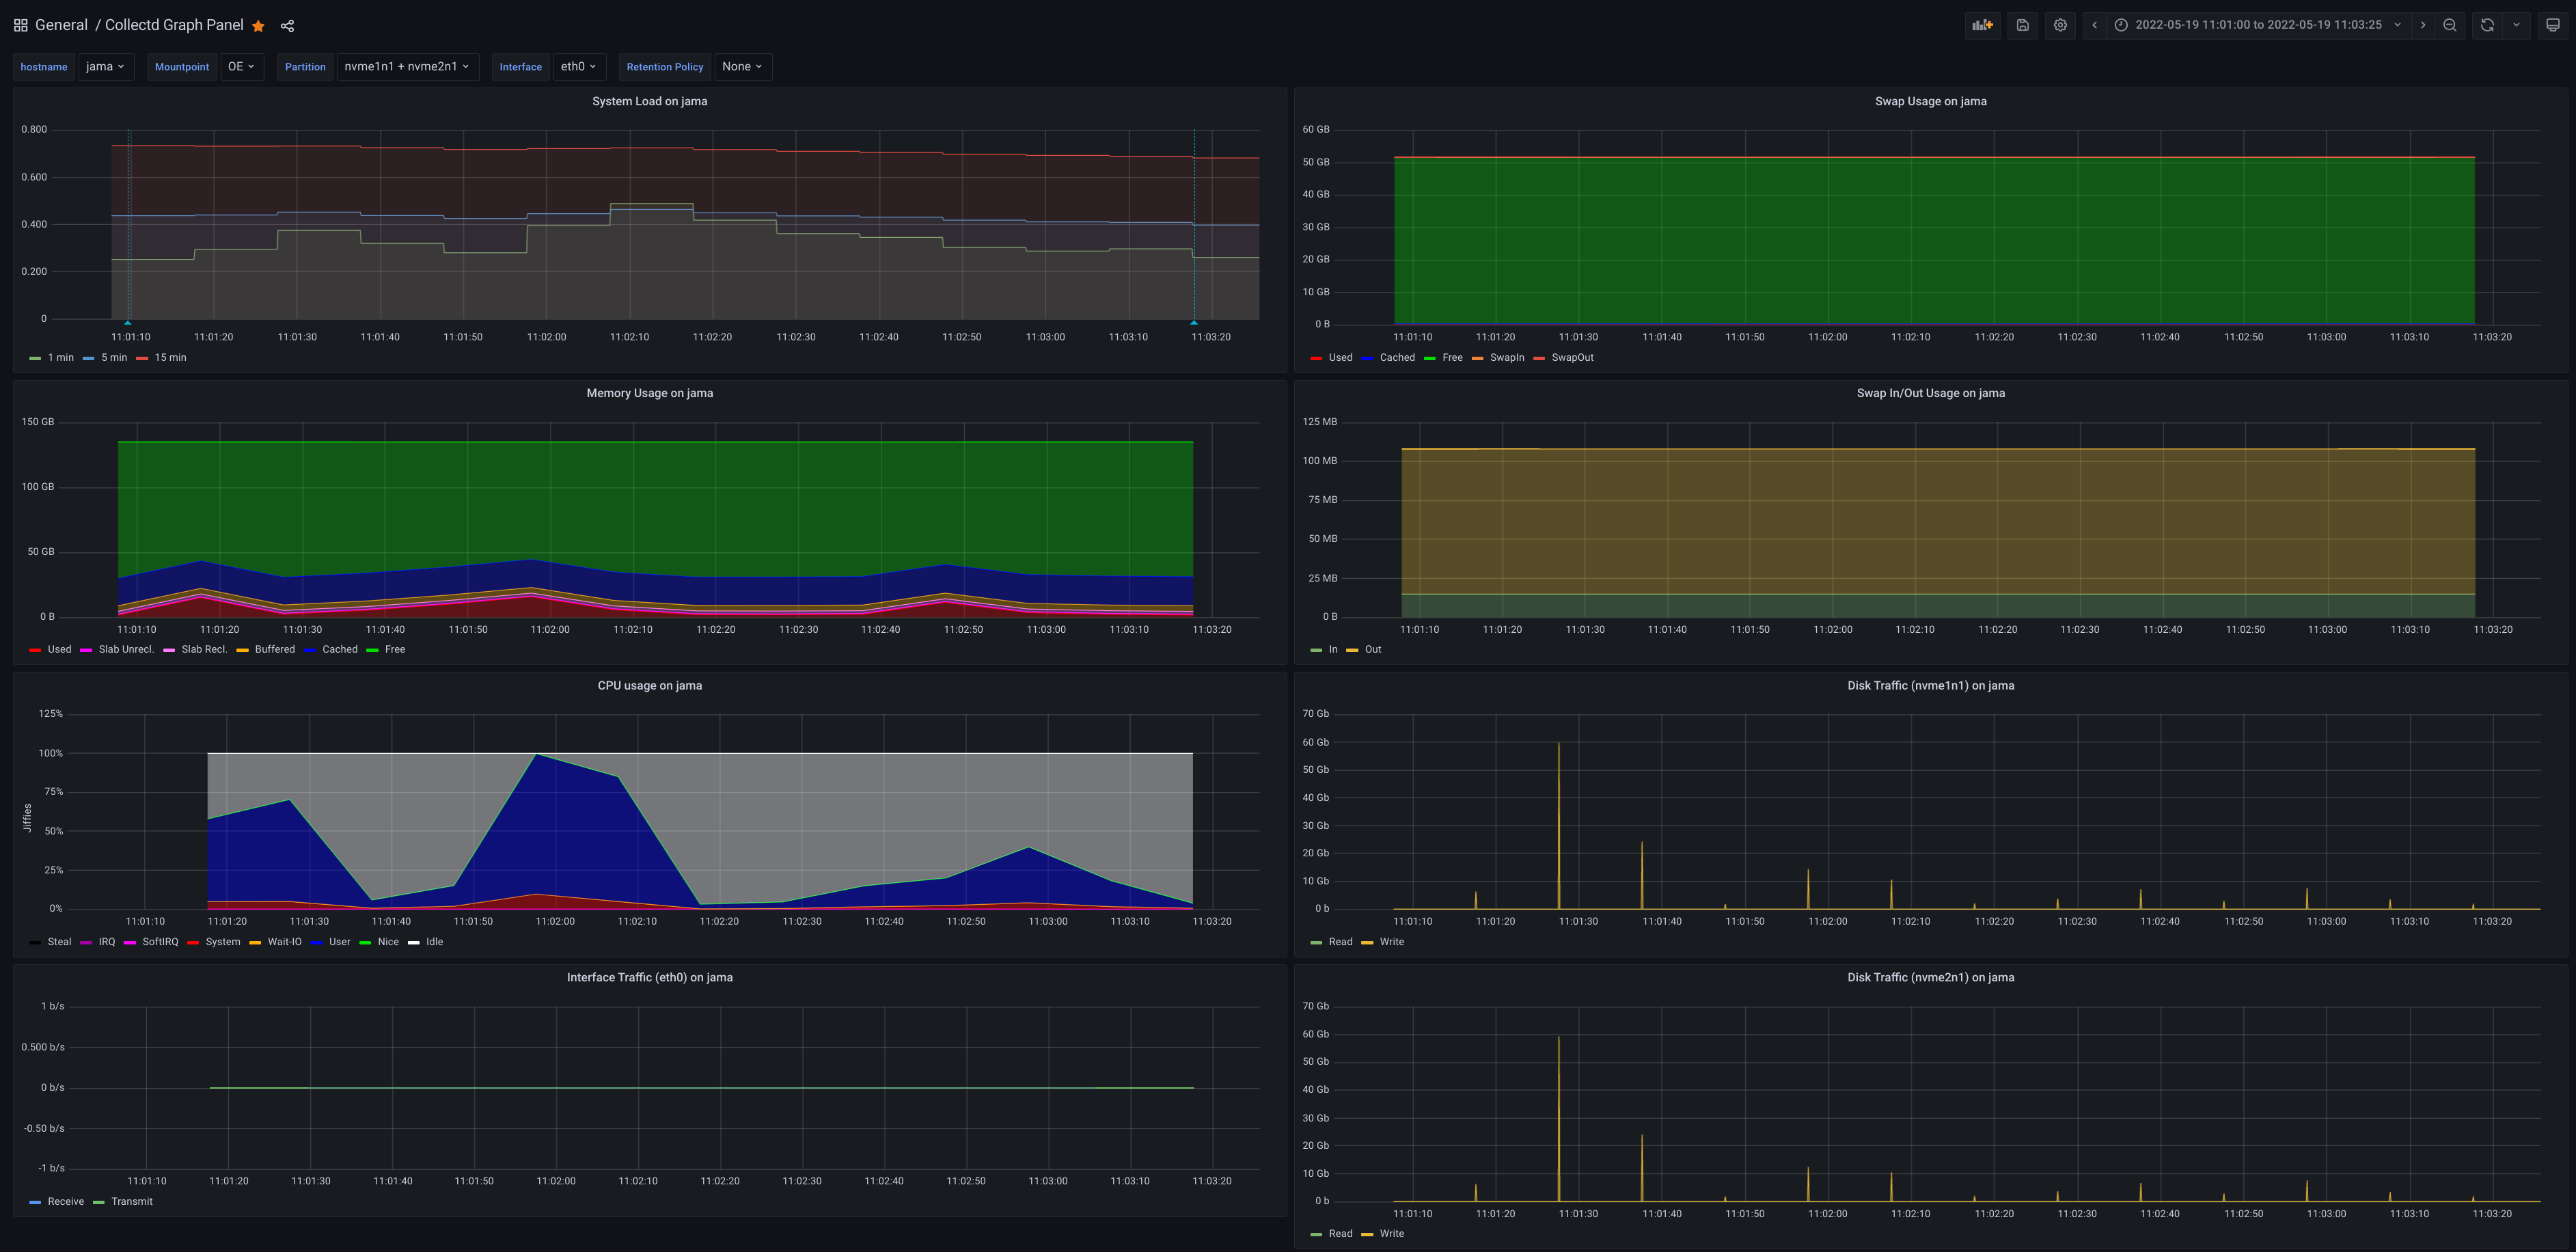 General / Collectd Graph Panel
2022-05-19 11:01:00 to 2022-05-19 11:03:25
hostname jama Mountpoint OE Partition nvme1n1 + nvme2n1 Interface eth0 Retention Policy None
System Load on jama
0.800
0.600
0.400
0.200
0
11:01:10 11:01:20 11:01:30 11:01:40 11:01:50 11:02:00 11:02:10 11:02:20 11:02:30 11:02:40 11:02:50 11:03:00 11:03:10 11:03:20
1 min 5 min 15 min
Swap Usage on jama
60 GB
50 GB
40 GB
30 GB
20 GB
10 GB
0 B
11:01:10 11:01:20 11:01:30 11:01:40 11:01:50 11:02:00 11:02:10 11:02:20 11:02:30 11:02:40 11:02:50 11:03:00 11:03:10 11:03:20
Used Cached Free SwapIn SwapOut
Memory Usage on jama
150 GB
100 GB
50 GB
0 B
11:01:10 11:01:20 11:01:30 11:01:40 11:01:50 11:02:00 11:02:10 11:02:20 11:02:30 11:02:40 11:02:50 11:03:00 11:03:10 11:03:20
Used Slab Unrecl. Slab Recl. Buffered Cached Free
Swap In/Out Usage on jama
125 MB
100 MB
75 MB
50 MB
25 MB
0 B
11:01:10 11:01:20 11:01:30 11:01:40 11:01:50 11:02:00 11:02:10 11:02:20 11:02:30 11:02:40 11:02:50 11:03:00 11:03:10 11:03:20
In Out
CPU usage on jama
Jiffies
125%
100%
75%
50%
25%
0%
11:01:10 11:01:20 11:01:30 11:01:40 11:01:50 11:02:00 11:02:10 11:02:20 11:02:30 11:02:40 11:02:50 11:03:00 11:03:10 11:03:20
Steal IRQ SoftIRQ System Wait-IO User Nice Idle
Disk Traffic (nvme1n1) on jama
70 Gb
60 Gb
50 Gb
40 Gb
30 Gb
20 Gb
10 Gb
0 b
11:01:10 11:01:20 11:01:30 11:01:40 11:01:50 11:02:00 11:02:10 11:02:20 11:02:30 11:02:40 11:02:50 11:03:00 11:03:10 11:03:20
Read Write
Interface Traffic (eth0) on jama
1 b/s
0.500 b/s
0 b/s
-0.50 b/s
-1 b/s
11:01:10 11:01:20 11:01:30 11:01:40 11:01:50 11:02:00 11:02:10 11:02:20 11:02:30 11:02:40 11:02:50 11:03:00 11:03:10 11:03:20
Receive Transmit
Disk Traffic (nvme2n1) on jama
70 Gb
60 Gb
50 Gb
40 Gb
30 Gb
20 Gb
10 Gb
0 b
11:01:10 11:01:20 11:01:30 11:01:40 11:01:50 11:02:00 11:02:10 11:02:20 11:02:30 11:02:40 11:02:50 11:03:00 11:03:10 11:03:20
Read Write